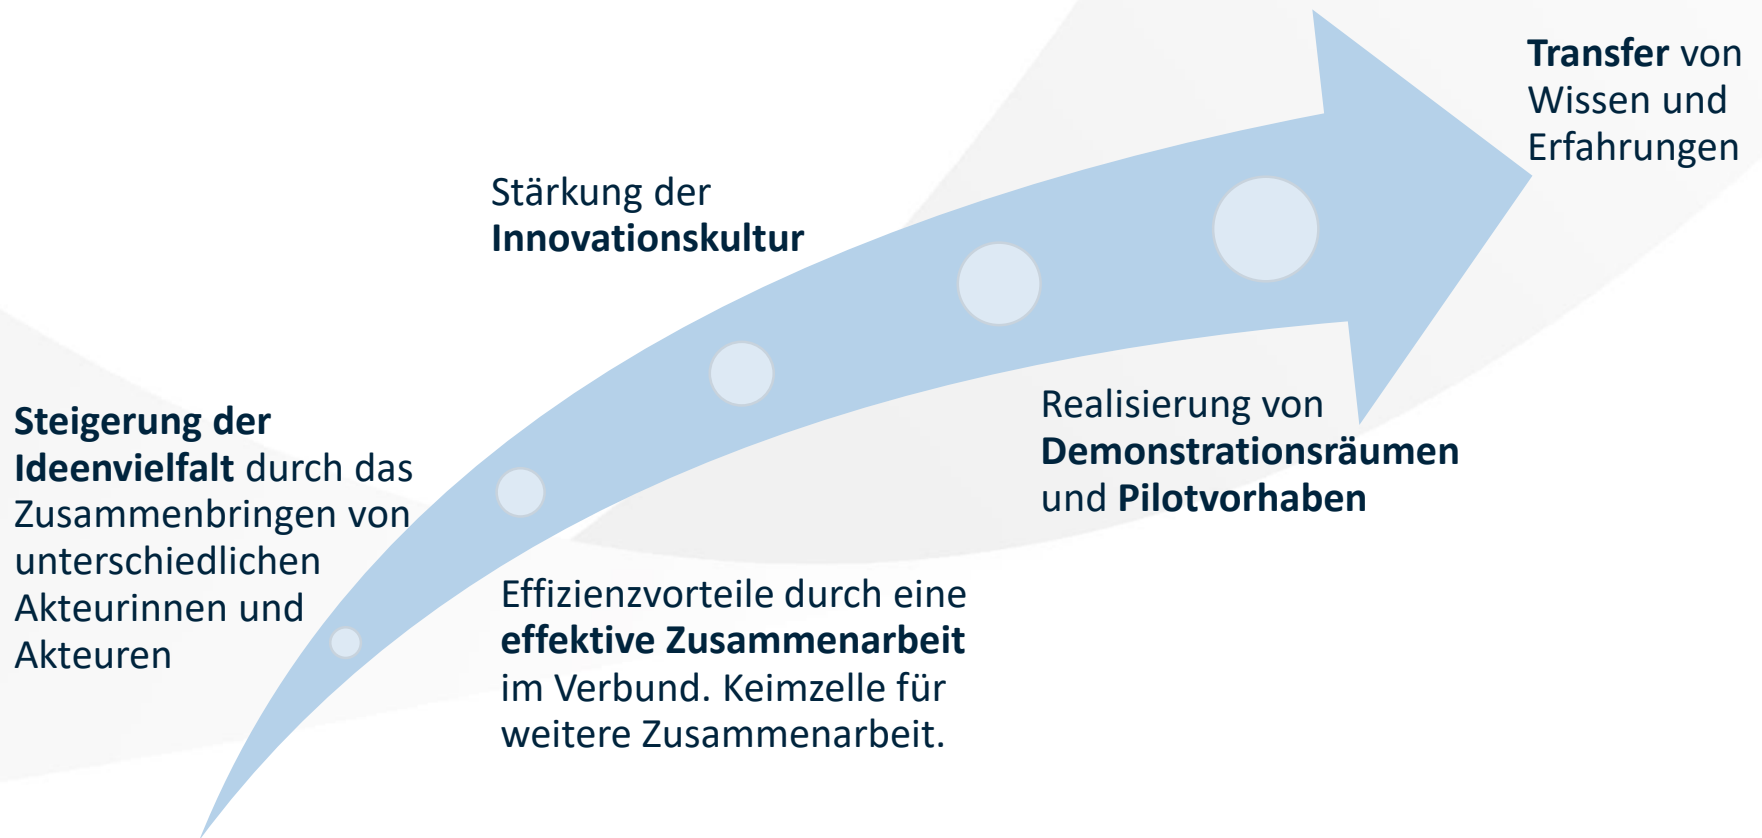 Steigerung der
Ideenvielfalt durch das
Zusammenbringen von
unterschiedlichen
Akteurinnen und
Akteuren
Effizienzvorteile durch eine
effektive Zusammenarbeit
im Verbund. Keimzelle für
weitere Zusammenarbeit.
Stärkung der
Innovationskultur
Realisierung von
Demonstrationsräumen
und Pilotvorhaben
Transfer von
Wissen und
Erfahrungen